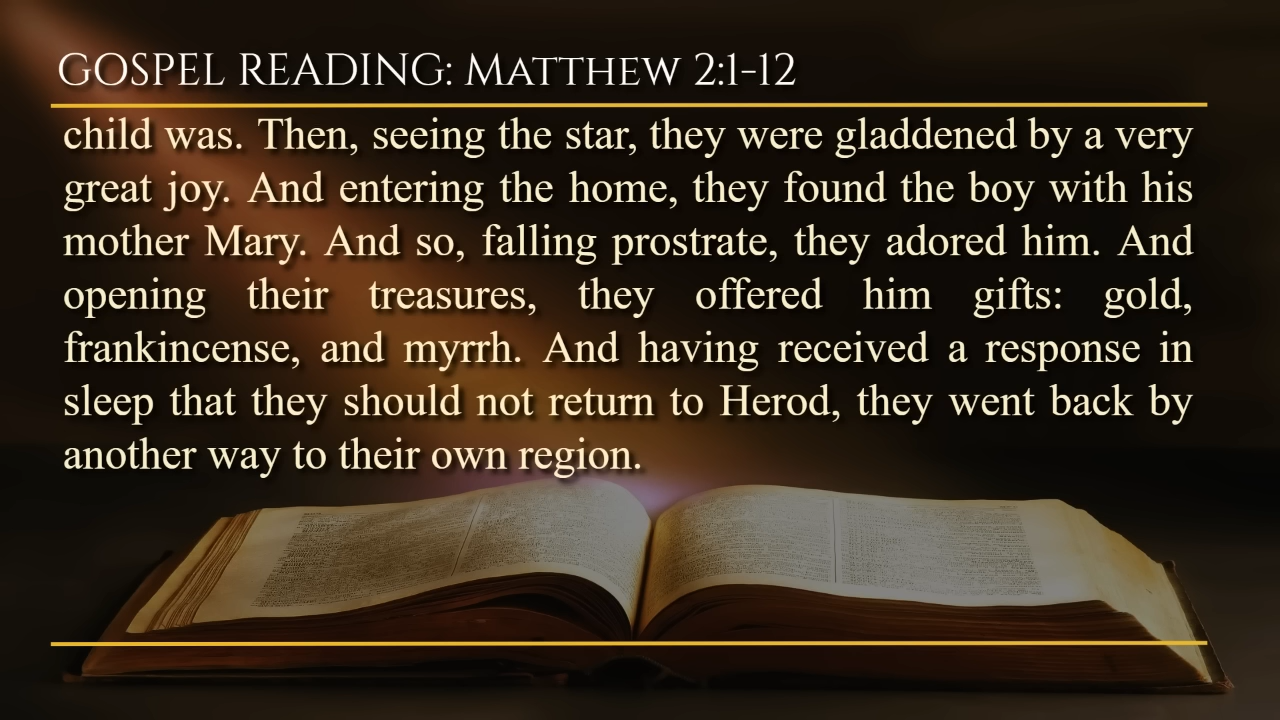 GOSPEL READING: MATTHEW 2:1-12
child was. Then, seeing the star, they were gladdened by a very
great joy. And entering the home, they found the boy with his
mother Mary. And so, falling prostrate, they adored him. And
opening their treasures, they offered him gifts: gold,
frankincense, and myrrh. And having received a response in
sleep that they should not return to Herod, they went back by
another way to their own region.